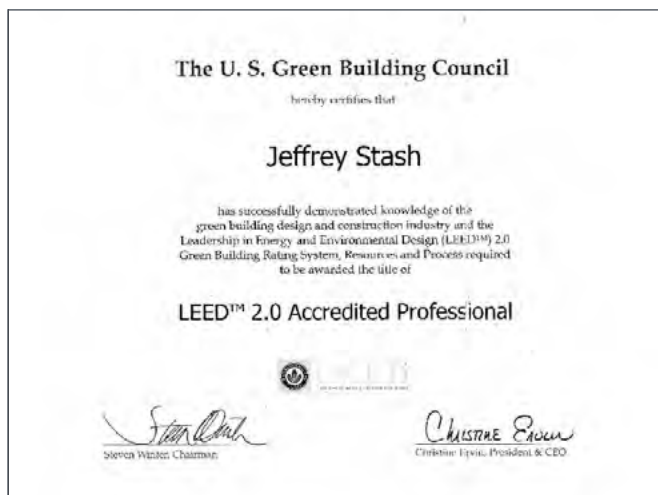 The U. S. Green Building Council
hereby certifies that
Jeffrey Stash
has successfully demonstrated knowledge of the
green building design and construction industry and the
Leadership in Energy and Environmental Design (LEED™) 2.0
Green Building Rating System, Resources and Process required
to be awarded the title of
LEED™ 2.0 Accredited Professional
LEED
Steven Winter, Chairman
Christine Ervin, President & CEO